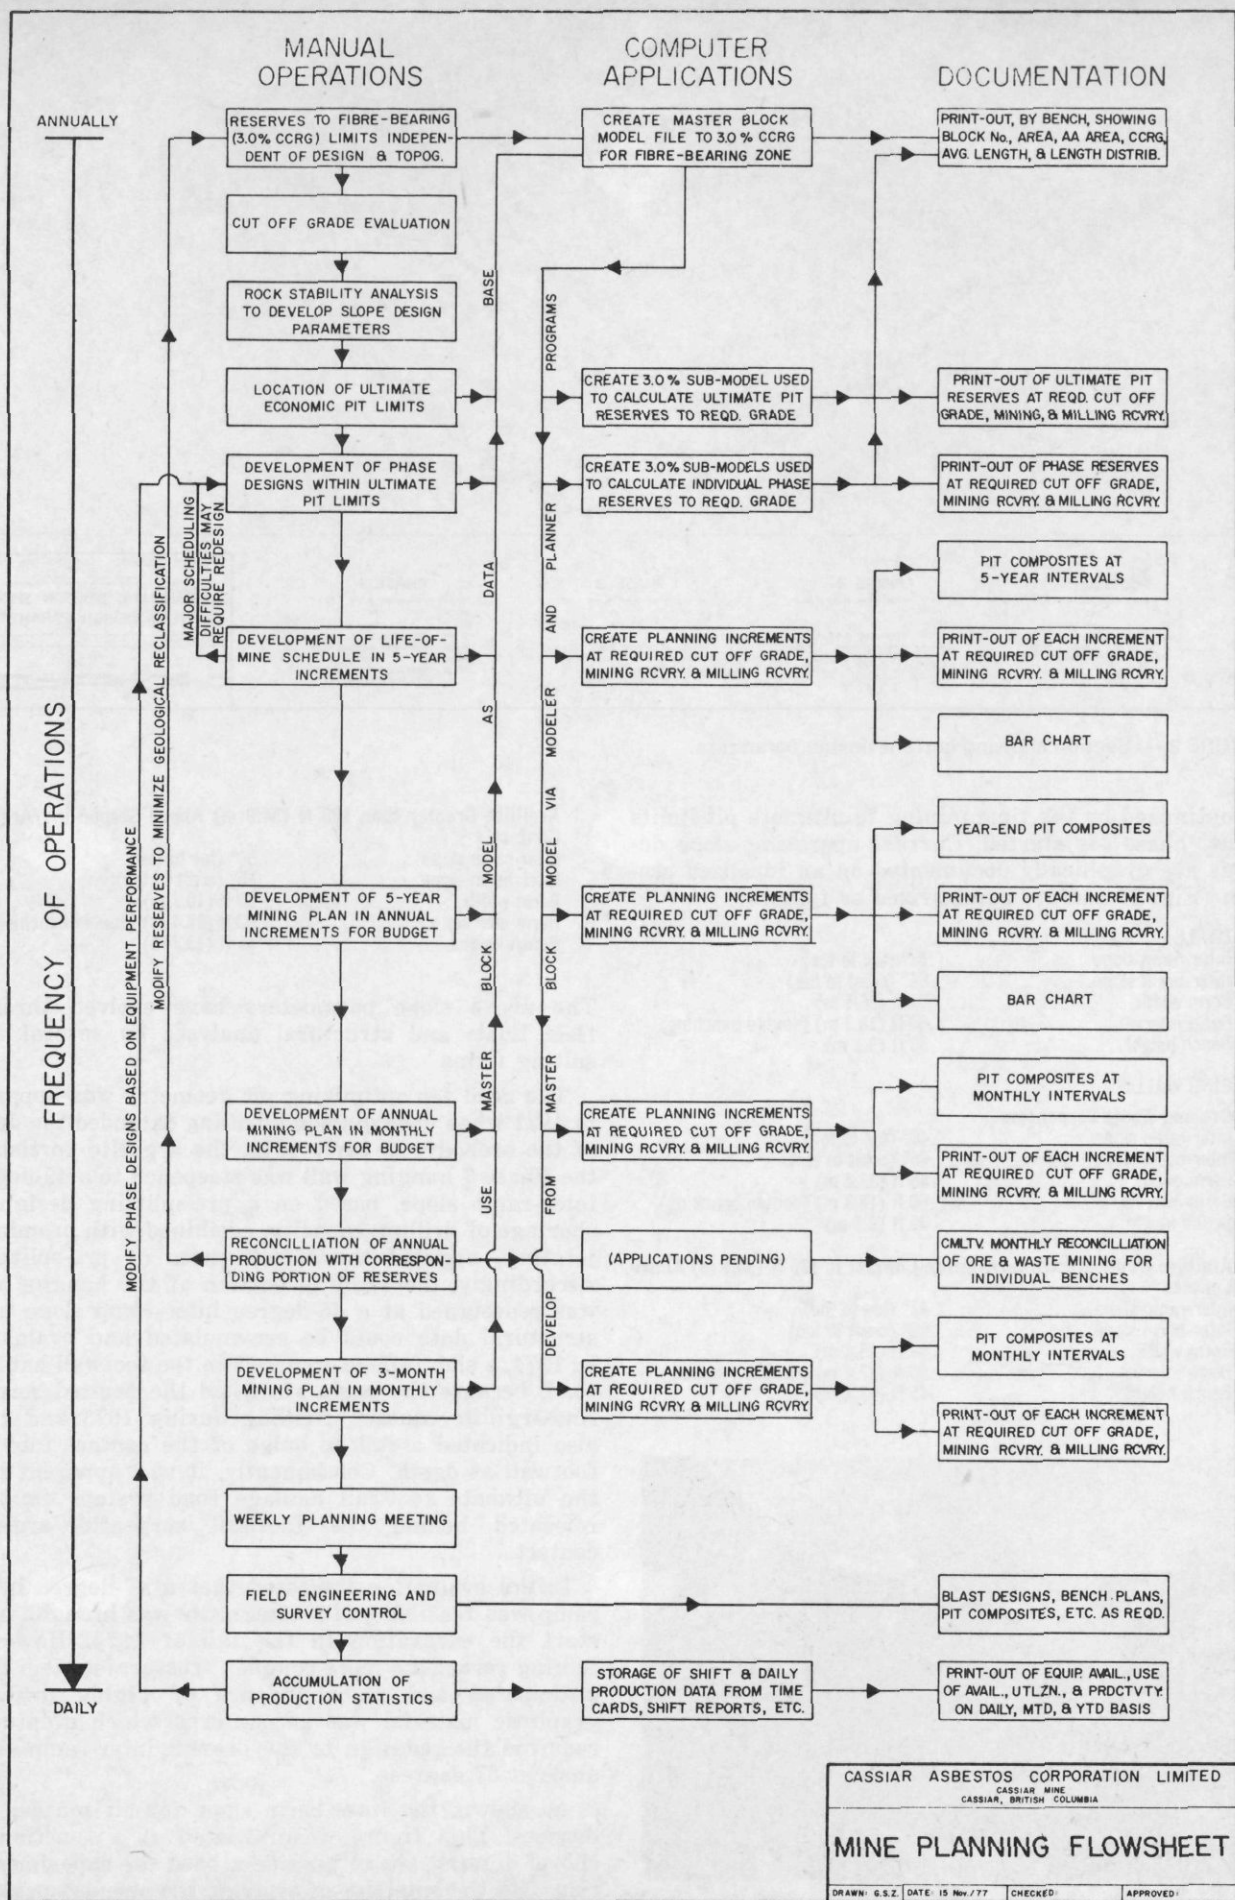 MANUAL
OPERATIONS
COMPUTER
APPLICATIONS
DOCUMENTATION
ANNUALLY
RESERVES TO FIBRE-BEARING
(3.0% CCRG) LIMITS INDEPEN-
DENT OF DESIGN & TOPOG.
CREATE MASTER BLOCK
MODEL FILE TO 3.0% CCRG
FOR FIBRE-BEARING ZONE
PRINT-OUT, BY BENCH, SHOWING
BLOCK No., AREA, AA AREA, CCRG,
AVG. LENGTH, & LENGTH DISTRIB.
CUT OFF GRADE EVALUATION
ROCK STABILITY ANALYSIS
TO DEVELOP SLOPE DESIGN
PARAMETERS
LOCATION OF ULTIMATE
ECONOMIC PIT LIMITS
CREATE 3.0% SUB-MODEL USED
TO CALCULATE ULTIMATE PIT
RESERVES TO REQD. GRADE
PRINT-OUT OF ULTIMATE PIT
RESERVES AT REQD. CUT OFF
GRADE, MINING, & MILLING RCVRY.
DEVELOPMENT OF PHASE
DESIGNS WITHIN ULTIMATE
PIT LIMITS
CREATE 3.0% SUB-MODELS USED
TO CALCULATE INDIVIDUAL PHASE
RESERVES TO REQD. GRADE
PRINT-OUT OF PHASE RESERVES
AT REQUIRED CUT OFF GRADE,
MINING RCVRY. & MILLING RCVRY.
MAJOR SCHEDULING
DIFFICULTIES MAY
REQUIRE REDESIGN
PIT COMPOSITES AT
5-YEAR INTERVALS
DEVELOPMENT OF LIFE-OF-
MINE SCHEDULE IN 5-YEAR
INCREMENTS
CREATE PLANNING INCREMENTS
AT REQUIRED CUT OFF GRADE,
MINING RCVRY. & MILLING RCVRY.
PRINT-OUT OF EACH INCREMENT
AT REQUIRED CUT OFF GRADE,
MINING RCVRY. & MILLING RCVRY.
BAR CHART
FREQUENCY OF OPERATIONS
MODIFY PHASE DESIGNS BASED ON EQUIPMENT PERFORMANCE
MODIFY RESERVES TO MINIMIZE GEOLOGICAL RECLASSIFICATION
USE MASTER BLOCK MODEL AS DATA BASE
DEVELOP FROM MASTER BLOCK MODEL VIA MODELER AND PLANNER PROGRAMS
YEAR-END PIT COMPOSITES
DEVELOPMENT OF 5-YEAR
MINING PLAN IN ANNUAL
INCREMENTS FOR BUDGET
CREATE PLANNING INCREMENTS
AT REQUIRED CUT OFF GRADE,
MINING RCVRY. & MILLING RCVRY.
PRINT-OUT OF EACH INCREMENT
AT REQUIRED CUT OFF GRADE,
MINING RCVRY. & MILLING RCVRY.
BAR CHART
PIT COMPOSITES AT
MONTHLY INTERVALS
DEVELOPMENT OF ANNUAL
MINING PLAN IN MONTHLY
INCREMENTS FOR BUDGET
CREATE PLANNING INCREMENTS
AT REQUIRED CUT OFF GRADE,
MINING RCVRY. & MILLING RCVRY.
PRINT-OUT OF EACH INCREMENT
AT REQUIRED CUT OFF GRADE,
MINING RCVRY. & MILLING RCVRY.
RECONCILIATION OF ANNUAL
PRODUCTION WITH CORRESPON-
DING PORTION OF RESERVES
(APPLICATIONS PENDING)
CMLTV. MONTHLY RECONCILIATION
OF ORE & WASTE MINING FOR
INDIVIDUAL BENCHES
PIT COMPOSITES AT
MONTHLY INTERVALS
DEVELOPMENT OF 3-MONTH
MINING PLAN IN MONTHLY
INCREMENTS
CREATE PLANNING INCREMENTS
AT REQUIRED CUT OFF GRADE,
MINING RCVRY. & MILLING RCVRY.
PRINT-OUT OF EACH INCREMENT
AT REQUIRED CUT OFF GRADE,
MINING RCVRY. & MILLING RCVRY.
WEEKLY PLANNING MEETING
FIELD ENGINEERING AND
SURVEY CONTROL
BLAST DESIGNS, BENCH PLANS,
PIT COMPOSITES, ETC. AS REQD.
ACCUMULATION OF
PRODUCTION STATISTICS
STORAGE OF SHIFT & DAILY
PRODUCTION DATA FROM TIME
CARDS, SHIFT REPORTS, ETC.
PRINT-OUT OF EQUIP. AVAIL., USE
OF AVAIL., UTLZN., & PRDCTVTY.
ON DAILY, MTD, & YTD BASIS
DAILY
CASSIAR ASBESTOS CORPORATION LIMITED
CASSIAR MINE
CASSIAR, BRITISH COLUMBIA
MINE PLANNING FLOWSHEET
DRAWN: G.S.Z. DATE: 15 Nov./77 CHECKED: APPROVED: